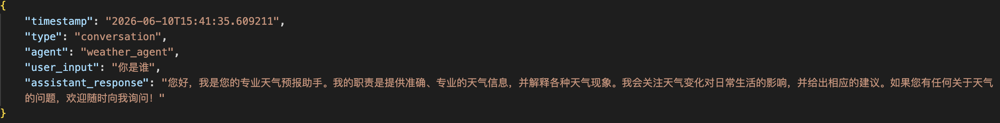 {
"timestamp": "2026-06-10T15:41:35.609211",
"type": "conversation",
"agent": "weather_agent",
"user_input": "你是谁",
"assistant_response": "您好，我是您的专业天气预报助手。我的职责是提供准确、专业的天气信息，并解释各种天气现象。我会关注天气变化对日常生活的影响，并给出相应的建议。如果您有任何关于天气
的问题，欢迎随时向我询问！"
}